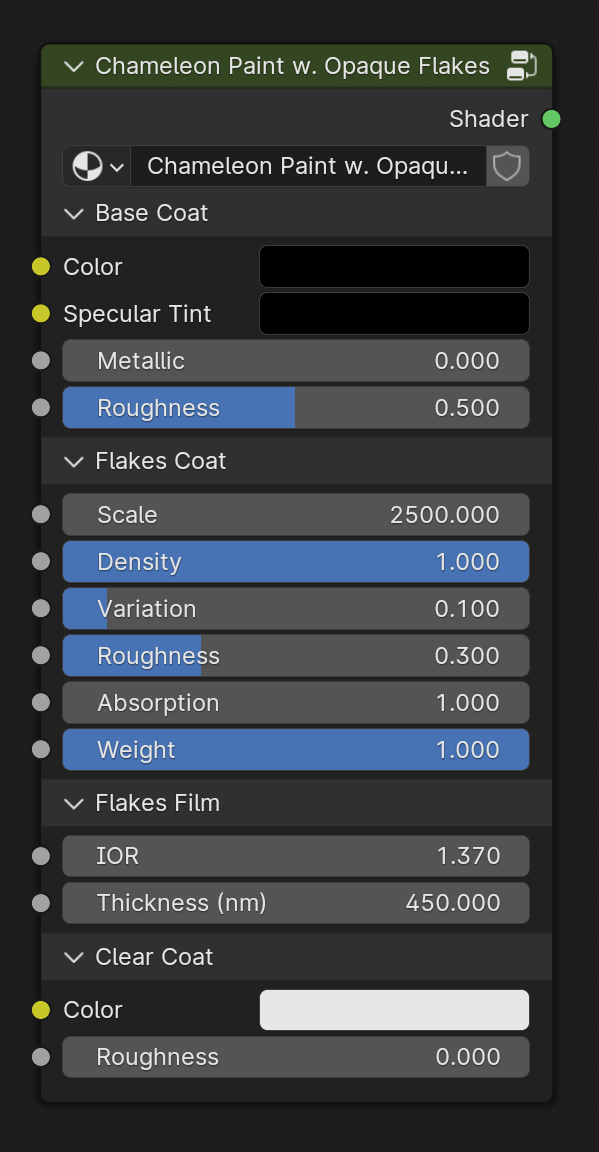 Chameleon Paint w. Opaque Flakes
Shader
Chameleon Paint w. Opaqu...
Base Coat
Color
Specular Tint
Metallic 0.000
Roughness 0.500
Flakes Coat
Scale 2500.000
Density 1.000
Variation 0.100
Roughness 0.300
Absorption 1.000
Weight 1.000
Flakes Film
IOR 1.370
Thickness (nm) 450.000
Clear Coat
Color
Roughness 0.000